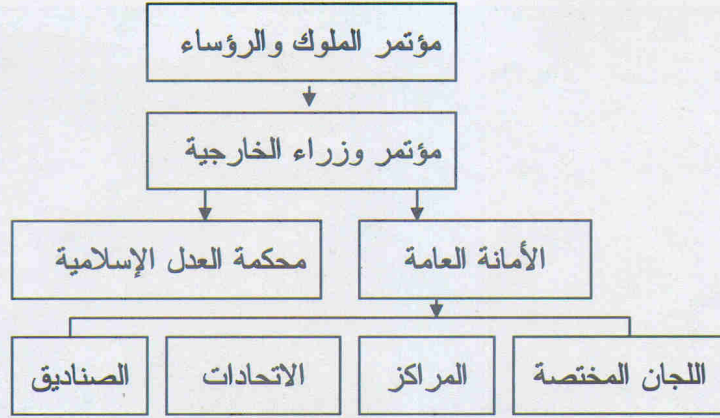 مؤتمر الملوك والرؤساء
مؤتمر وزراء الخارجية
الأمانة العامة
محكمة العدل الإسلامية
اللجان المختصة
المراكز
الاتحادات
الصناديق